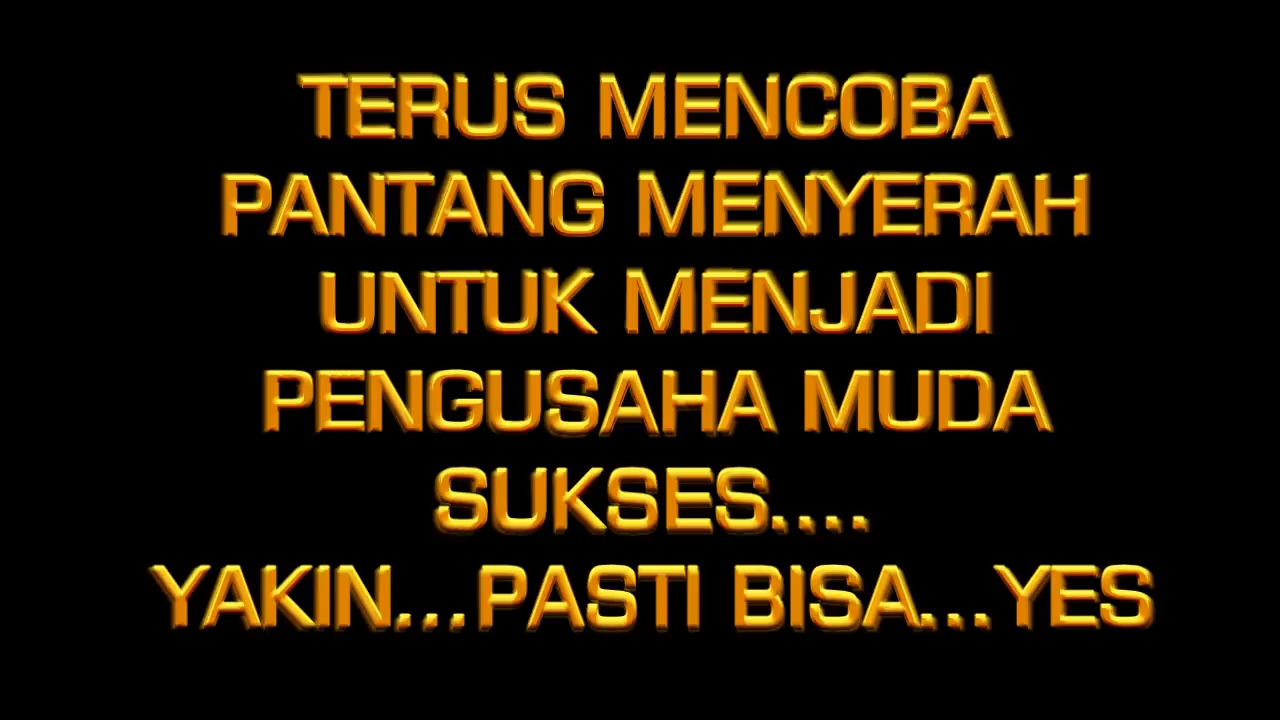 TERUS MENCOBA
PANTANG MENYERAH
UNTUK MENJADI
PENGUSAHA MUDA
SUKSES....
YAKIN...PASTI BISA...YES